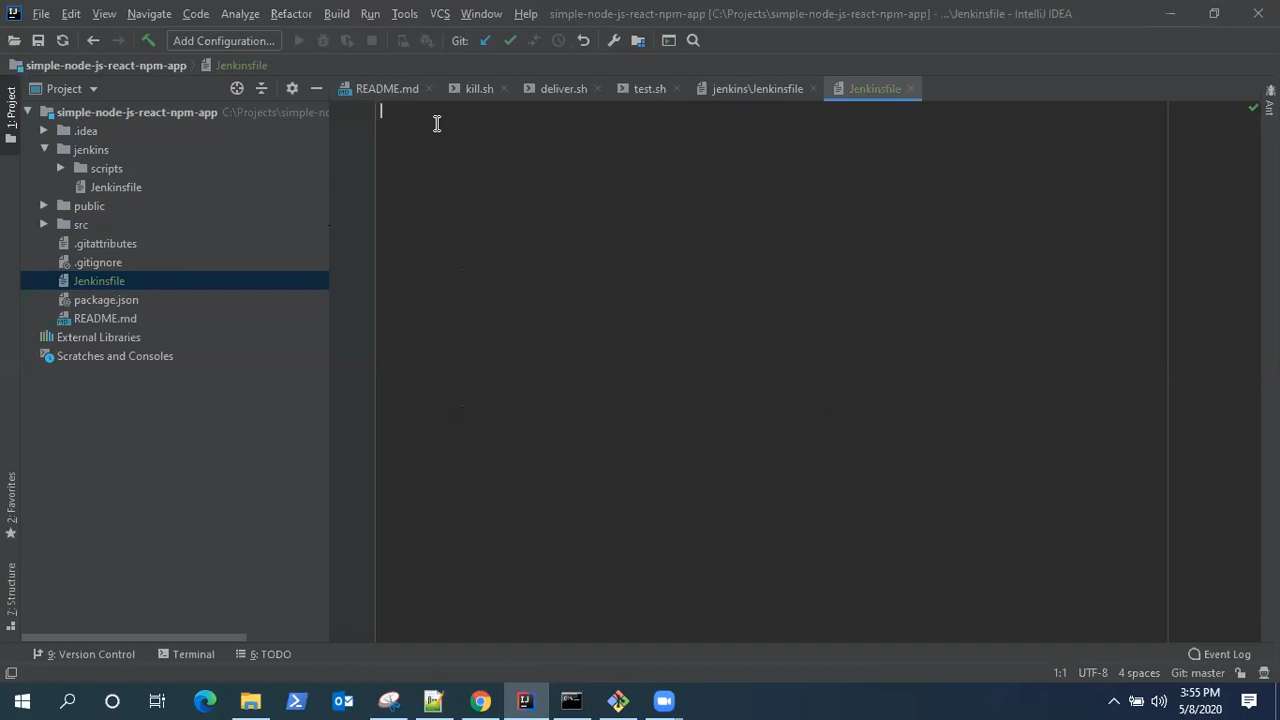 File Edit View Navigate Code Analyze Refactor Build Run Tools VCS Window Help simple-node-js-react-npm-app [C:\Projects\simple-node-js-react-npm-app] - ...\Jenkinsfile - IntelliJ IDEA
Add Configuration... Git:
simple-node-js-react-npm-app Jenkinsfile
Project README.md kill.sh deliver.sh test.sh jenkins\Jenkinsfile Jenkinsfile
1: Project
Ant
simple-node-js-react-npm-app C:\Projects\simple-no
.idea
jenkins
scripts
Jenkinsfile
public
src
.gitattributes
.gitignore
Jenkinsfile
package.json
README.md
External Libraries
Scratches and Consoles
2: Favorites
7: Structure
9: Version Control Terminal 6: TODO Event Log
1:1 UTF-8 4 spaces Git: master
3:55 PM
5/8/2020